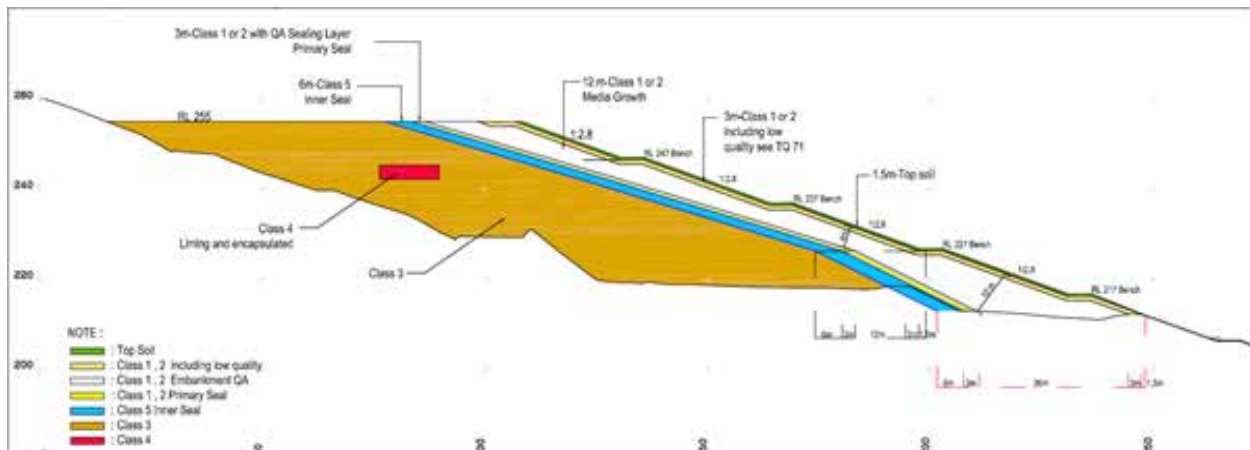 3m-Class 1 or 2 with QA Sealing Layer
Primary Seal
6m-Class 5
Inner Seal
12 m-Class 1 or 2
Media Growth
3m-Class 1 or 2
Including low
quality see TQ 71
1.5m-Top soil
260
RL 255
1:2.8
RL 247 Bench
240
1:2.8
RL 237 Bench
1:2.8
RL 227 Bench
1:2.8
RL 217 Bench
Class 4
Liming and encapsulated
Class 3
220
12m
200
NOTE :
: Top Soil
: Class 1 , 2 Including low quality
: Class 1 , 2 Embankment QA
: Class 1 , 2 Primary Seal
: Class 5 Inner Seal
: Class 3
: Class 4